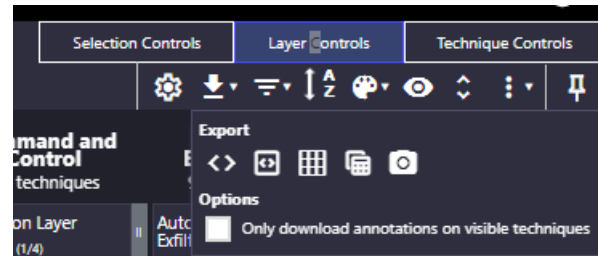 Selection Controls
Layer Controls
Technique Controls
A
Z
mand and
Control
techniques
on Layer
(1/4)
Auto
Exfilt
Export
Options
Only download annotations on visible techniques